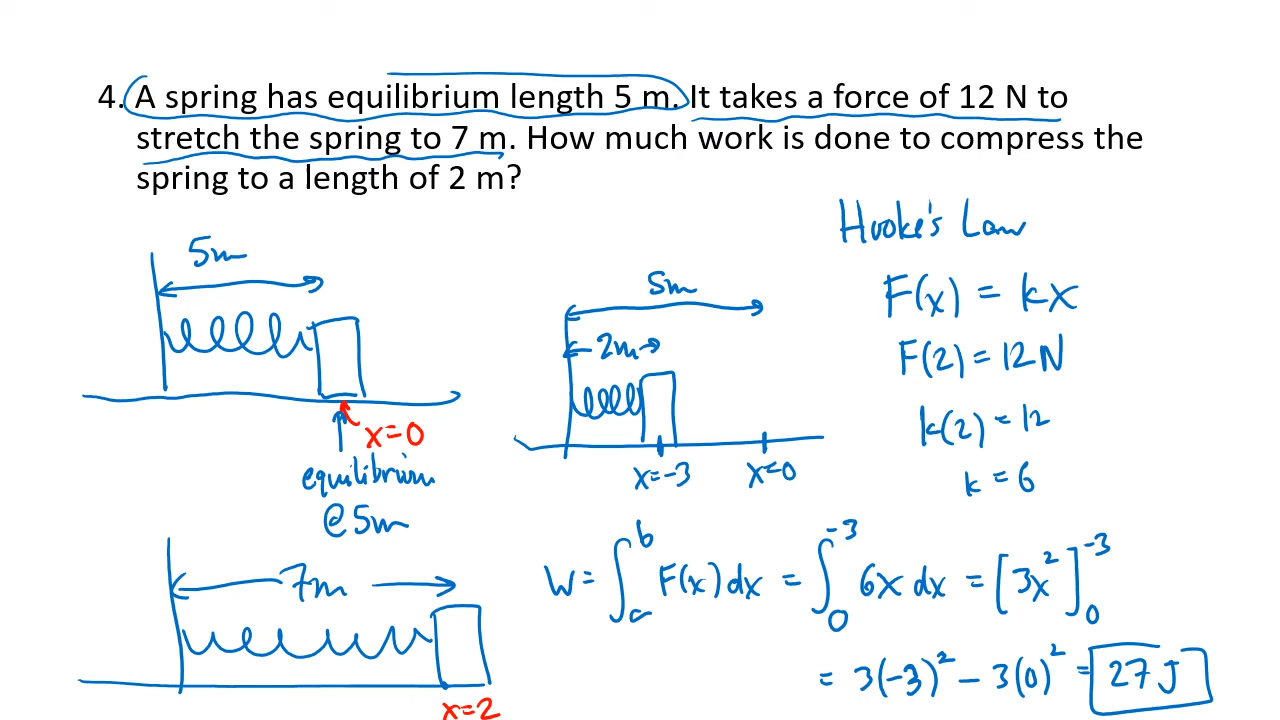 4. A spring has equilibrium length 5 m. It takes a force of 12 N to
stretch the spring to 7 m. How much work is done to compress the
spring to a length of 2 m?
Hooke's Law
F(x) = kx
F(2) = 12N
k(2) = 12
k = 6
5m
x=0
equilibrium
@ 5m
5m
2m
x=-3
x=0
7m
x=2
W = ∫_a^b F(x) dx = ∫_0^-3 6x dx = [3x²]_0^-3
= 3(-3)² - 3(0)² = 27 J